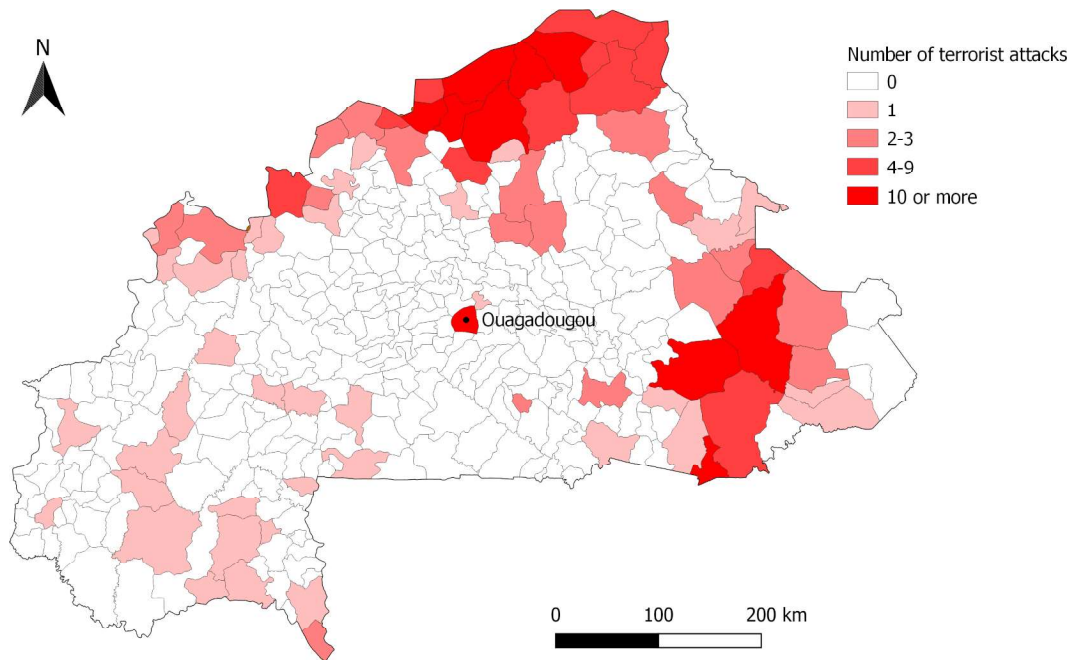 N
Number of terrorist attacks
0
1
2-3
4-9
10 or more
Ouagadougou
0 100 200 km